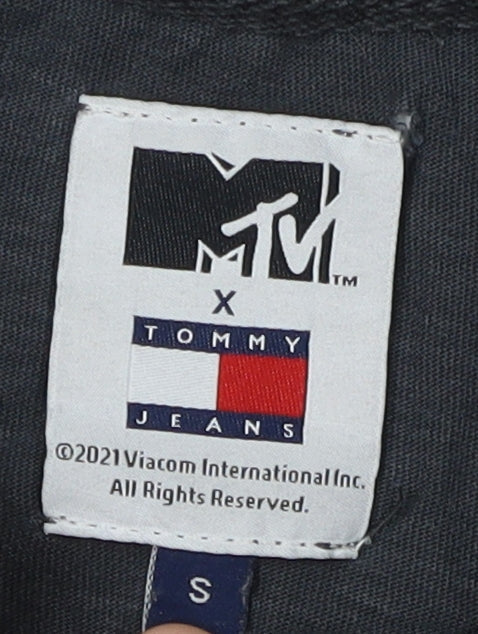 MTV™
X
TOMMY
JEANS
©2021 Viacom International Inc.
All Rights Reserved.
S